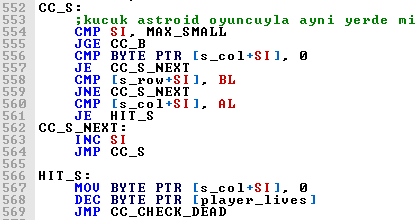 552 CC_S:
553 ;kucuk astroid oyuncuyla ayni yerde mi
554 CMP SI, MAX_SMALL
555 JGE CC_B
556 CMP BYTE PTR [s_col+SI], 0
557 JE CC_S_NEXT
558 CMP [s_row+SI], BL
559 JNE CC_S_NEXT
560 CMP [s_col+SI], AL
561 JE HIT_S
562 CC_S_NEXT:
563 INC SI
564 JMP CC_S
565
566 HIT_S:
567 MOV BYTE PTR [s_col+SI], 0
568 DEC BYTE PTR [player_lives]
569 JMP CC_CHECK_DEAD